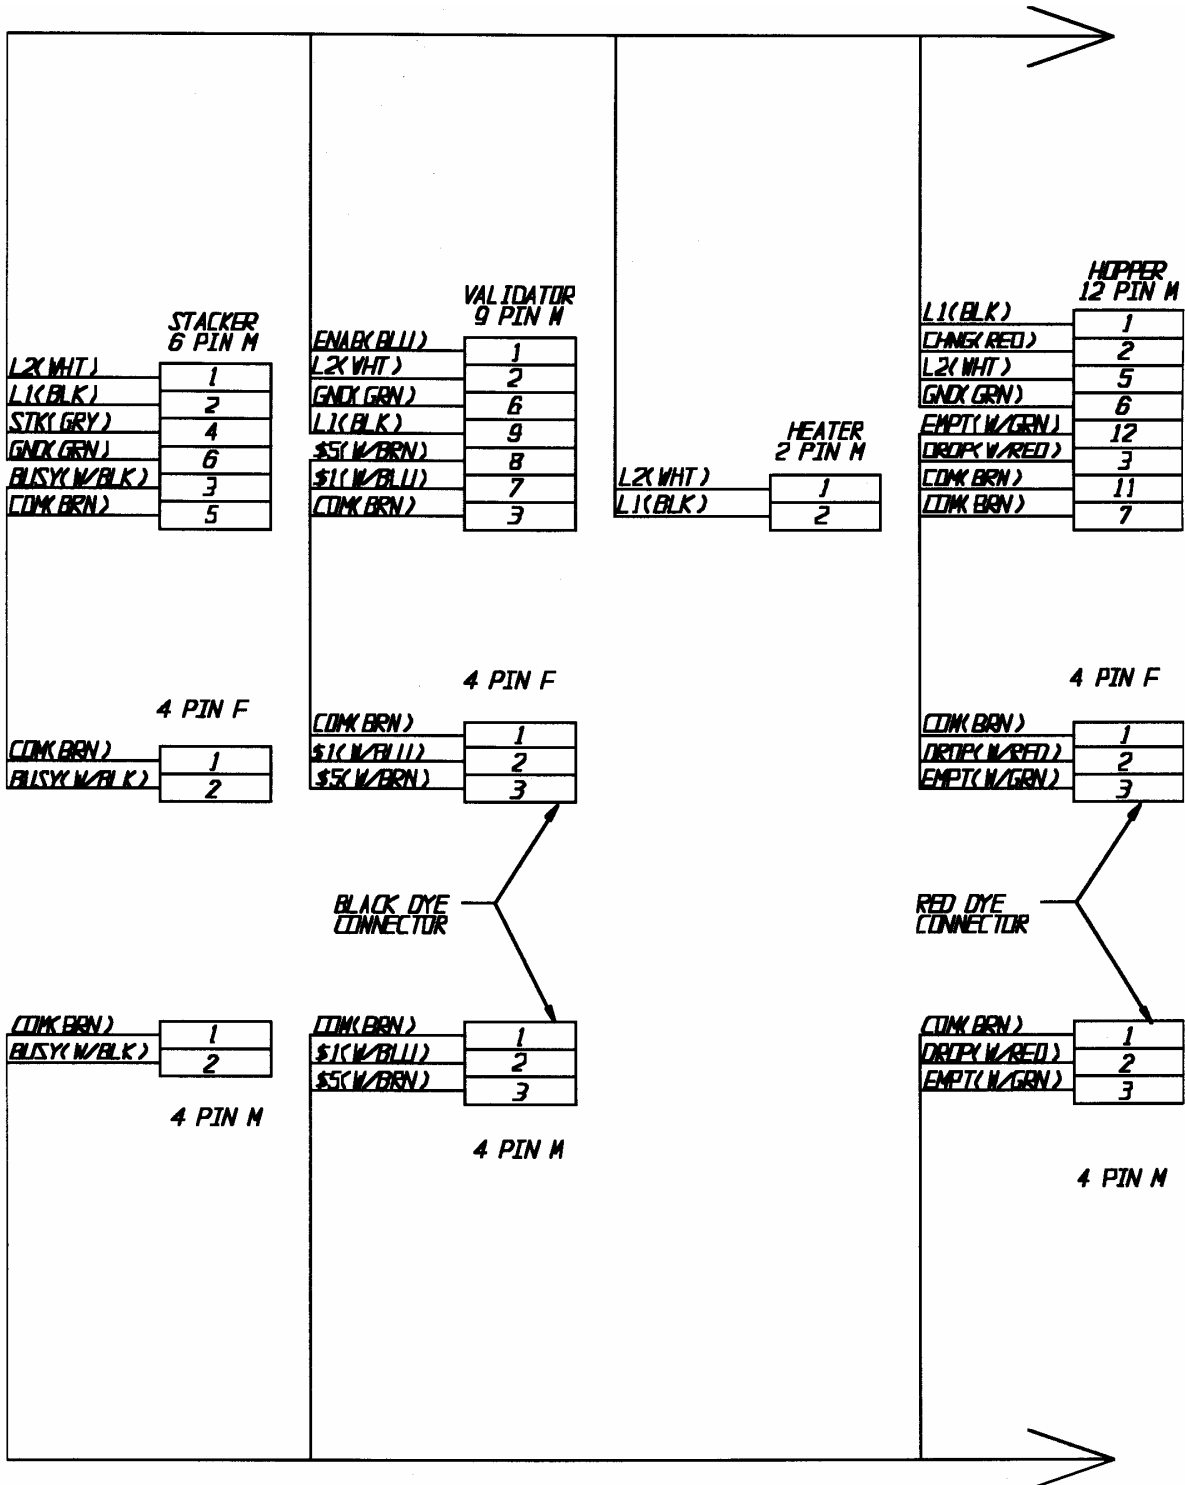 STACKER
6 PIN M
L2(WHT)
1
L1(BLK)
2
STK(GRY)
4
GND(GRN)
6
BUSY(W/BLK)
3
COM(BRN)
5
4 PIN F
COM(BRN)
1
BUSY(W/BLK)
2
COM(BRN)
1
BUSY(W/BLK)
2
4 PIN M
VALIDATOR
9 PIN M
ENAB(BLU)
1
L2(WHT)
2
GND(GRN)
6
L1(BLK)
9
$5(W/BRN)
8
$1(W/BLU)
7
COM(BRN)
3
4 PIN F
COM(BRN)
1
$1(W/BLU)
2
$5(W/BRN)
3
BLACK DYE
CONNECTOR
COM(BRN)
1
$1(W/BLU)
2
$5(W/BRN)
3
4 PIN M
HEATER
2 PIN M
L2(WHT)
1
L1(BLK)
2
HOPPER
12 PIN M
L1(BLK)
1
CHNG(RED)
2
L2(WHT)
5
GND(GRN)
6
EMPT(W/GRN)
12
DROP(W/RED)
3
COM(BRN)
11
COM(BRN)
7
4 PIN F
COM(BRN)
1
DROP(W/RED)
2
EMPT(W/GRN)
3
RED DYE
CONNECTOR
COM(BRN)
1
DROP(W/RED)
2
EMPT(W/GRN)
3
4 PIN M